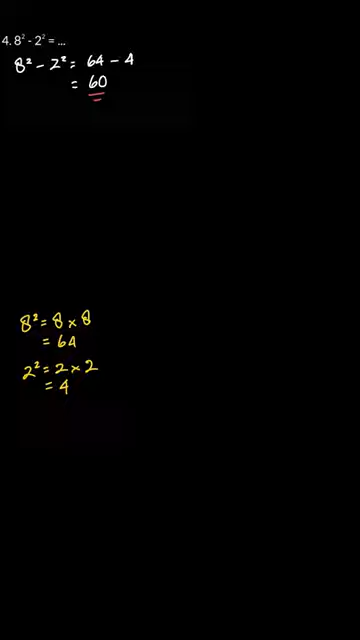 4. 8² - 2² = ...
8² - 2² = 64 - 4
= 60
8² = 8 x 8
= 64
2² = 2 x 2
= 4